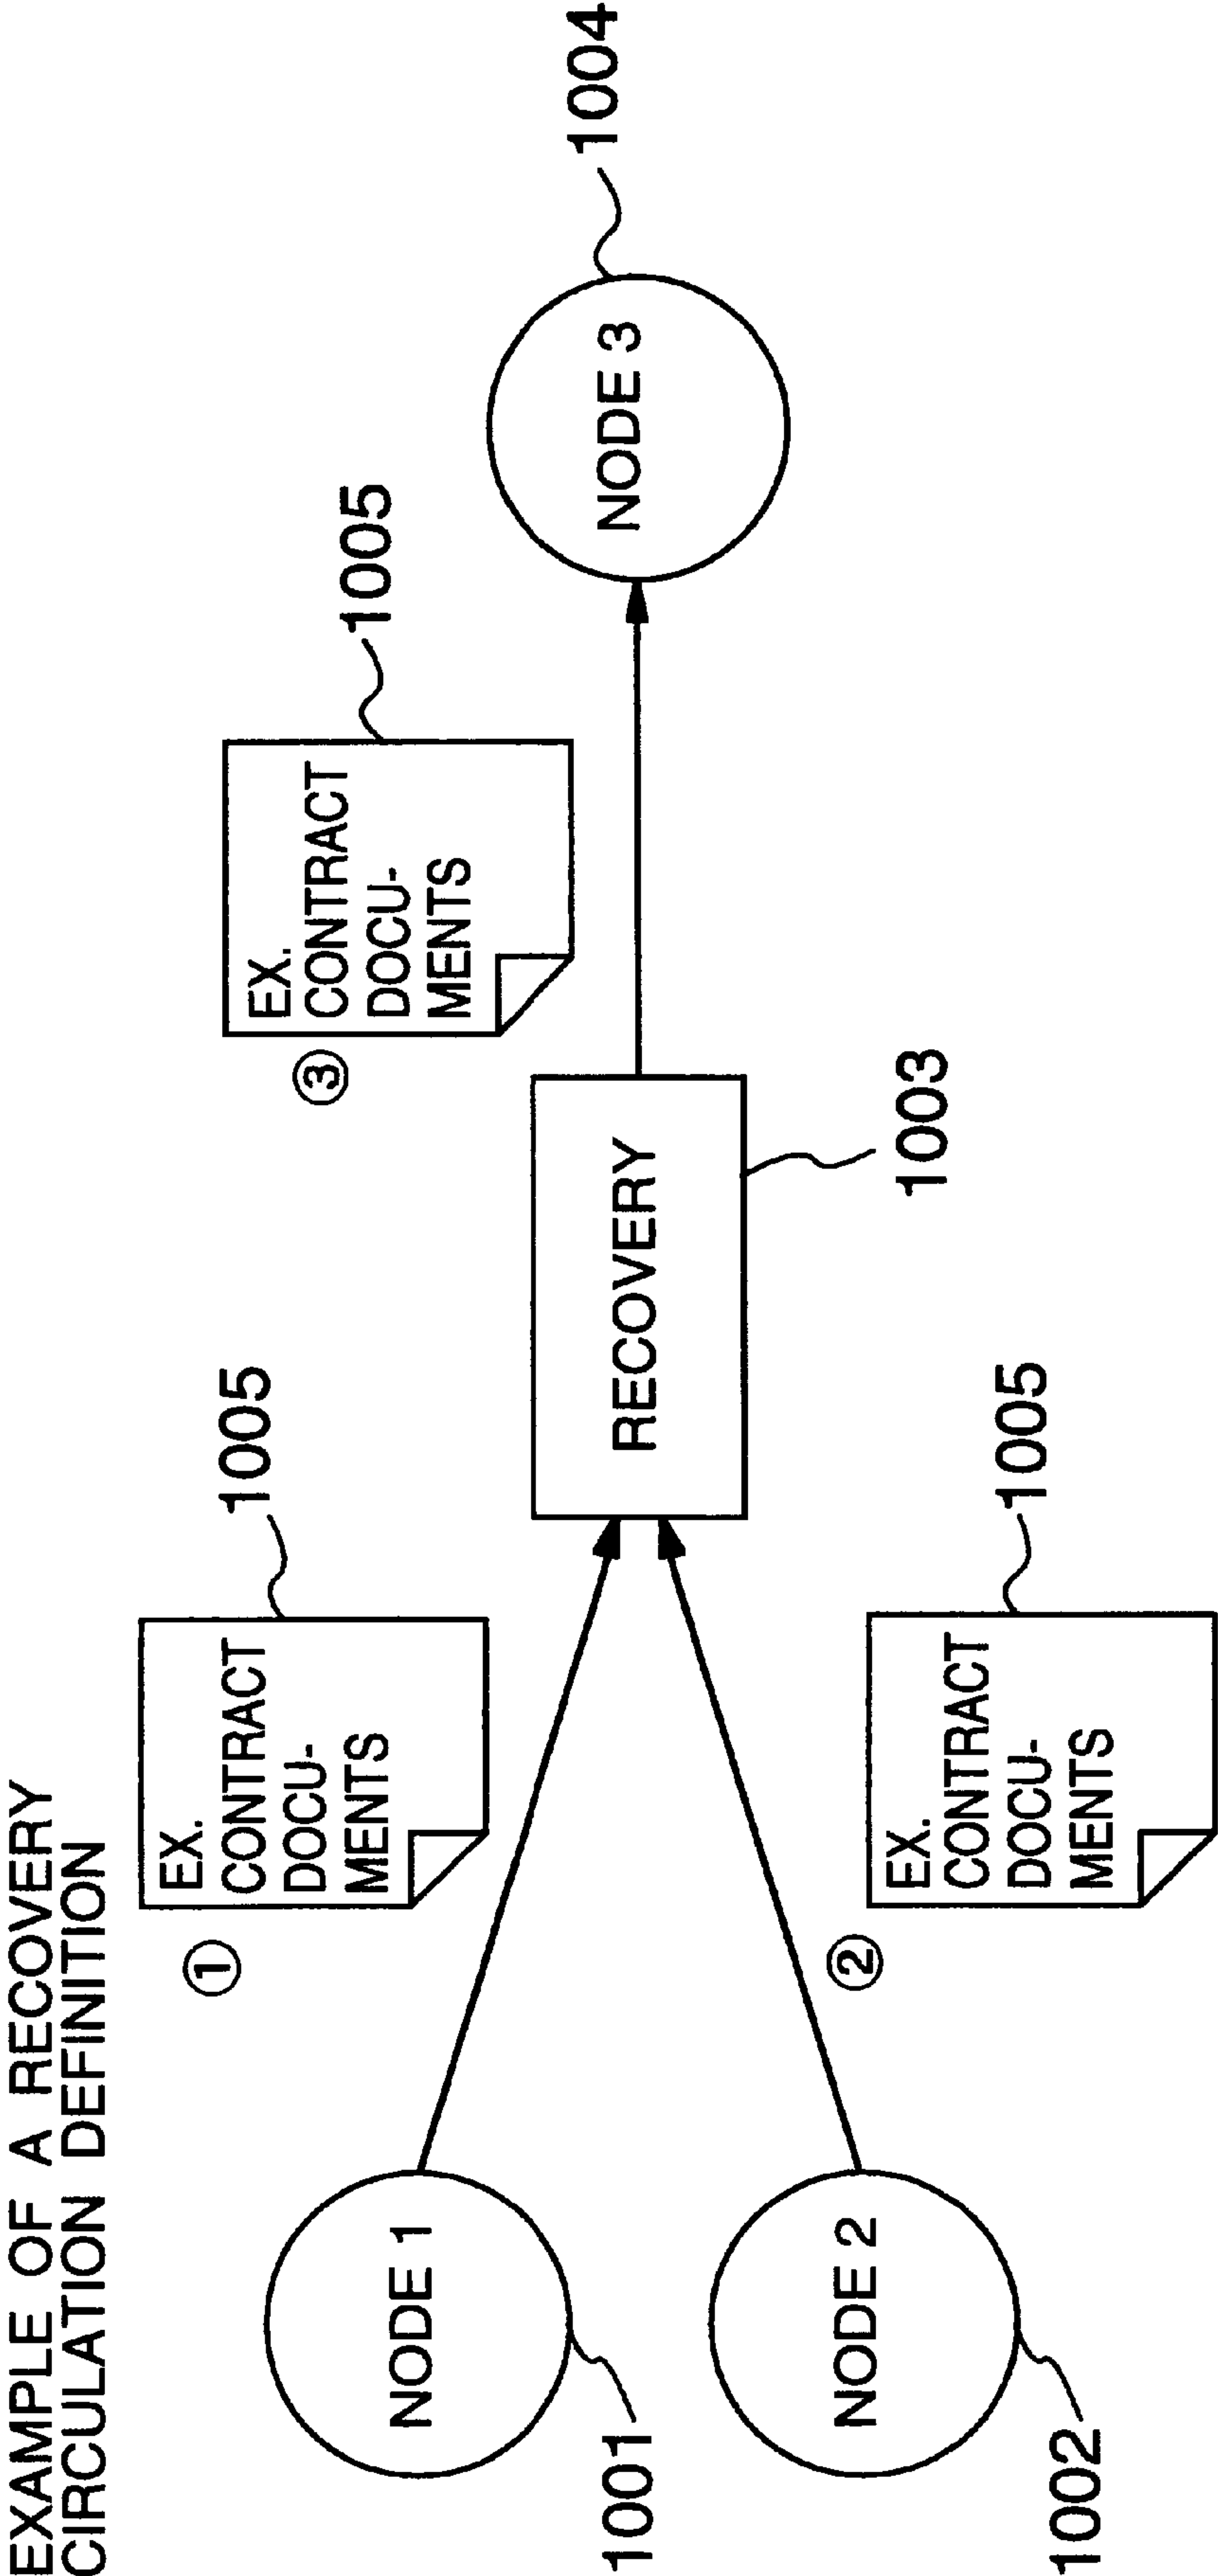 EXAMPLE OF A RECOVERY
CIRCULATION DEFINITION
①
EX.
CONTRACT
DOCU-
MENTS
1005
③
EX.
CONTRACT
DOCU-
MENTS
1005
NODE 1
1001
RECOVERY
1003
NODE 3
1004
NODE 2
1002
②
EX.
CONTRACT
DOCU-
MENTS
1005